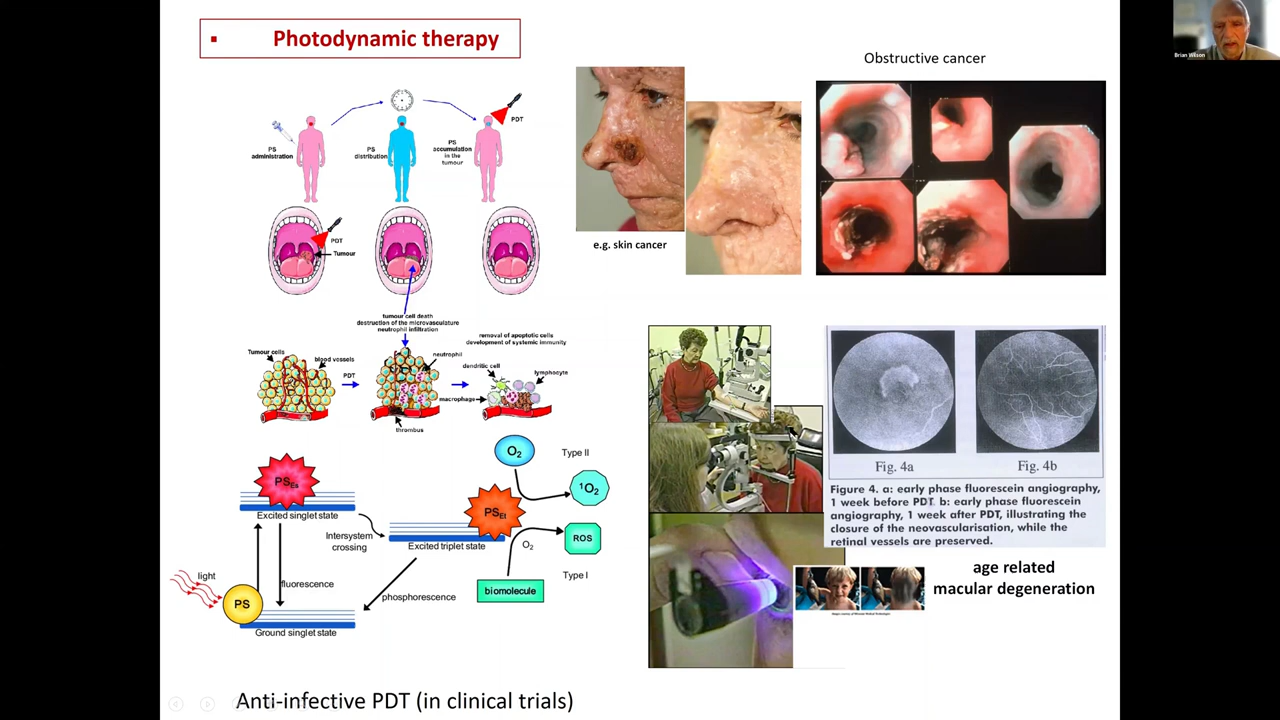 ▪ Photodynamic therapy
Brian Wilson
Obstructive cancer
PS
administration
PS
distribution
PS
accumulation
in the
tumour
PDT
PDT
Tumour
e.g. skin cancer
tumour cell death
destruction of the microvasculature
neutrophil infiltration
removal of apoptotic cells
development of systemic immunity
Tumour cells
blood vessels
PDT
neutrophil
dendritic cell
lymphocyte
macrophage
thrombus
Fig. 4a
Fig. 4b
Figure 4. a: early phase fluorescein angiography,
1 week before PDT. b: early phase fluorescein
angiography, 1 week after PDT, illustrating the
closure of the neovascularisation, while the
retinal vessels are preserved.
age related
macular degeneration
O2
Type II
1O2
PSEs
Excited singlet state
PSEt
Intersystem
crossing
Excited triplet state
O2
ROS
Type I
light
fluorescence
phosphorescence
biomolecule
PS
Ground singlet state
Anti-infective PDT (in clinical trials)